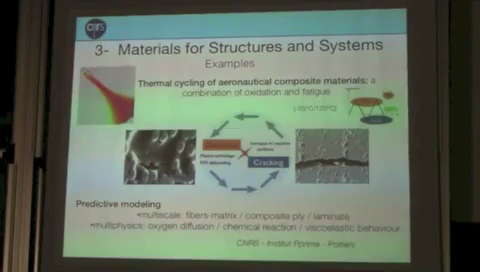 cnrs
3- Materials for Structures and Systems
Examples
Thermal cycling of aeronautical composite materials: a
combination of oxidation and fatigue
Cracking
Predictive modeling
•multiscale: fibers-matrix / composite ply / laminate
•multiphysics: oxygen diffusion / chemical reaction / viscoelastic behaviour
CNRS - Institut Pprime - Poitiers